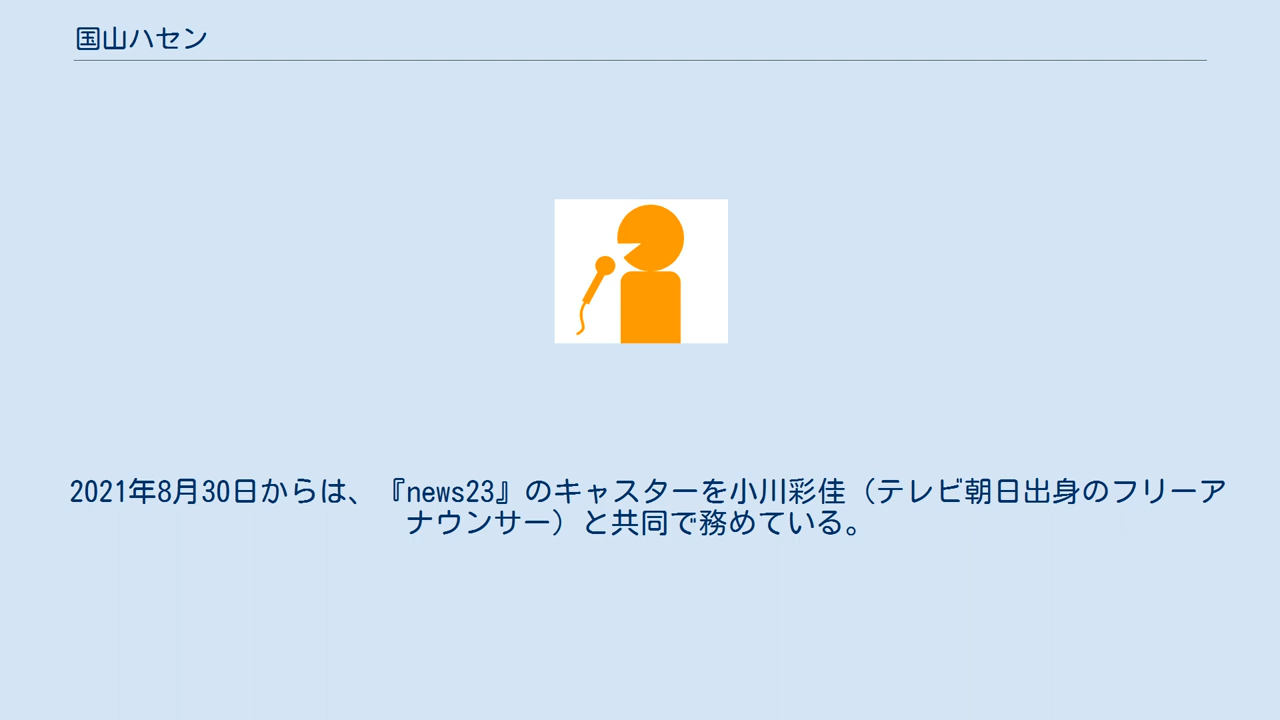 国山ハセン
2021年8月30日からは、『news23』のキャスターを小川彩佳（テレビ朝日出身のフリーア
ナウンサー）と共同で務めている。